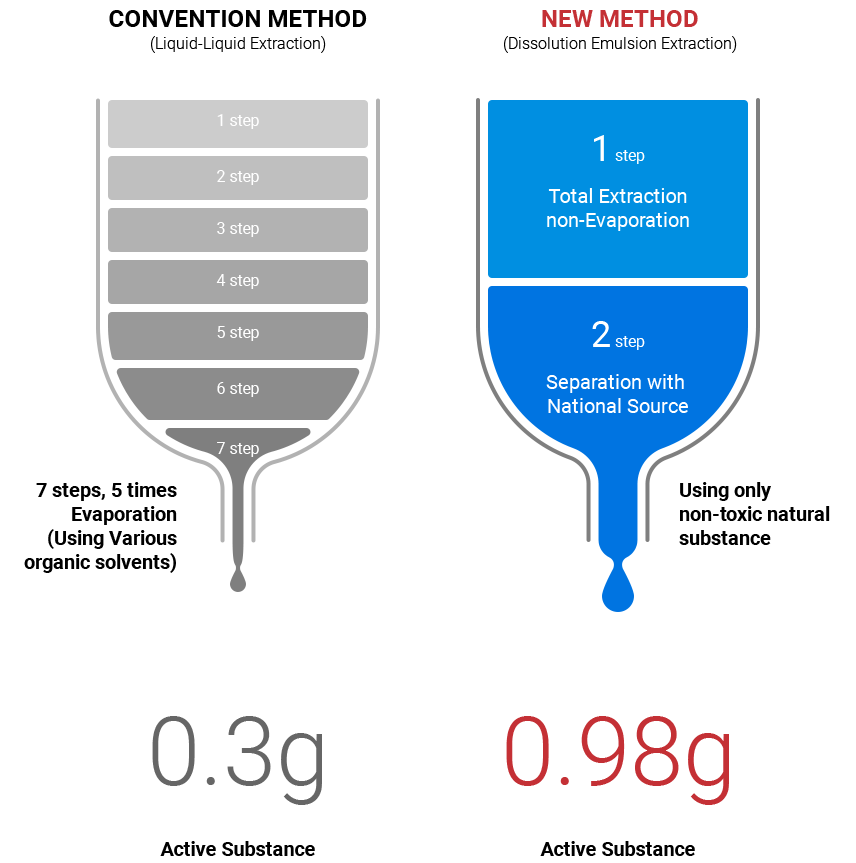 CONVENTION METHOD
(Liquid-Liquid Extraction)
1 step
2 step
3 step
4 step
5 step
6 step
7 step
7 steps, 5 times
Evaporation
(Using Various
organic solvents)
0.3g
Active Substance
NEW METHOD
(Dissolution Emulsion Extraction)
1 step
Total Extraction
non-Evaporation
2 step
Separation with
National Source
Using only
non-toxic natural
substance
0.98g
Active Substance